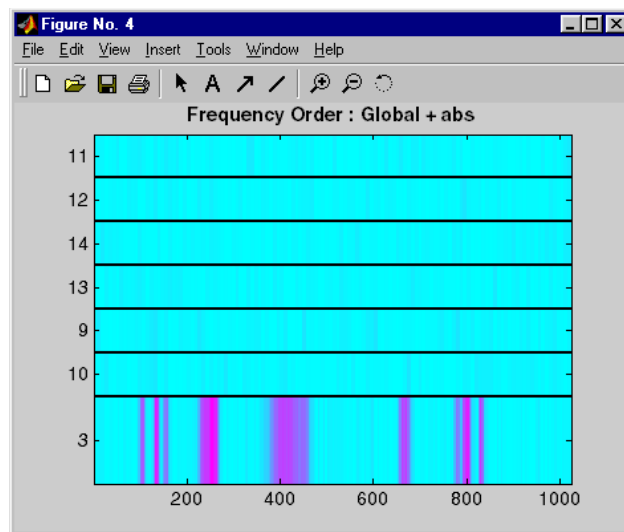 Figure No. 4
File Edit View Insert Tools Window Help
A
Frequency Order : Global + abs
11
12
14
13
9
10
3
200 400 600 800 1000